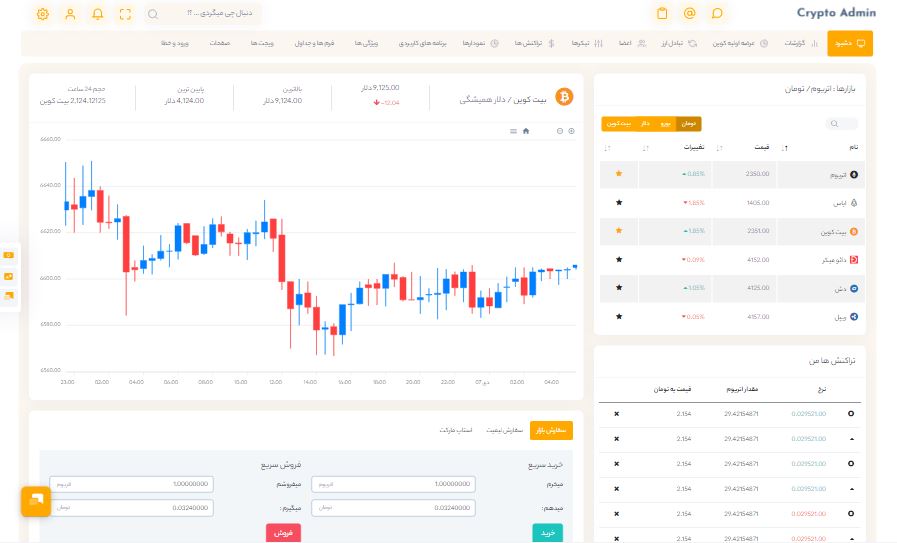 Crypto Admin
دنبال چی میگردی ... ؟!
داشبورد
گزارشات
عرضه اولیه کوین
تبادل ارز
اعضا
تیکرها
تراکنش ها
نمودارها
برنامه های کاربردی
ویژگی ها
فرم ها و جداول
ویجت ها
صفحات
ورود و خطا
بازارها : اتریوم/ تومان
تومان یورو دلار بیت کوین
نام قیمت تغییرات
اتریوم 2350.00 0.85%
لیاس 1405.00 1.85%
بیت کوین 2351.00 1.85%
دائو میکر 4152.00 0.09%
دش 4125.00 1.05%
ریپل 4157.00 0.05%
تراکنش ها من
نرخ مقدار اتریوم قیمت به تومان
0.029521.00 29.42154871 2.154
0.029521.00 29.42154871 2.154
0.029521.00 29.42154871 2.154
0.029521.00 29.42154871 2.154
0.029521.00 29.42154871 2.154
0.029521.00 29.42154871 2.154
بیت کوین / دلار همیشگی
9,125.00 دلار
-12.04
بالاترین
9,124.00 دلار
پایین ترین
4,124.00 دلار
حجم 24 ساعت
2,124.12125 بیت کوین
6660.00
6640.00
6620.00
6600.00
6580.00
6560.00
23:00 02:00 04:00 06:00 08:00 10:00 12:00 14:00 16:00 18:00 20:00 22:00 07 دی 02:00 04:00
سفارش بازار
سفارش لیمیت
استاپ مارکت
خرید سریع
میخرم
1.00000000 اتریوم
میدهم :
0.03240000 تومان
خرید
فروش سریع
میفروشم
1.00000000 اتریوم
میگیرم :
0.03240000 تومان
فروش